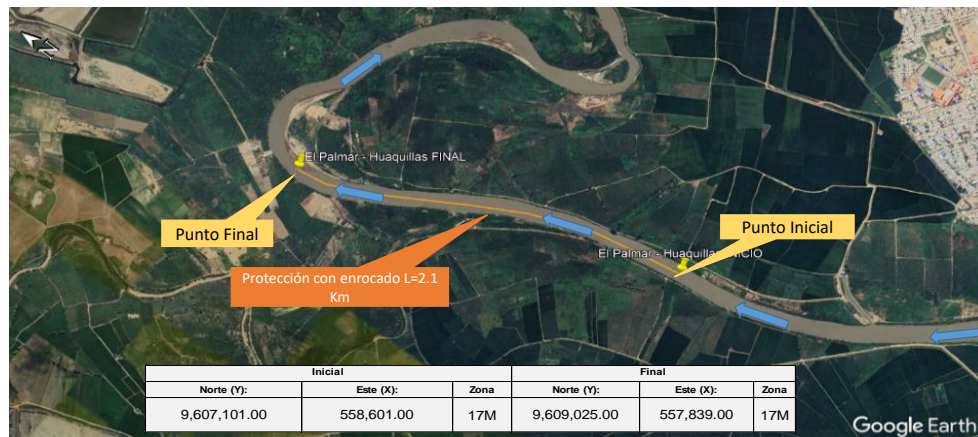 N
El Palmar - Huaquillas FINAL
Punto Final
Punto Inicial
El Palmar - Huaquillas INICIO
Protección con enrocado L=2.1
Km
Inicial Final
Norte (Y): Este (X): Zona Norte (Y): Este (X): Zona
9,607,101.00 558,601.00 17M 9,609,025.00 557,839.00 17M
Google Earth